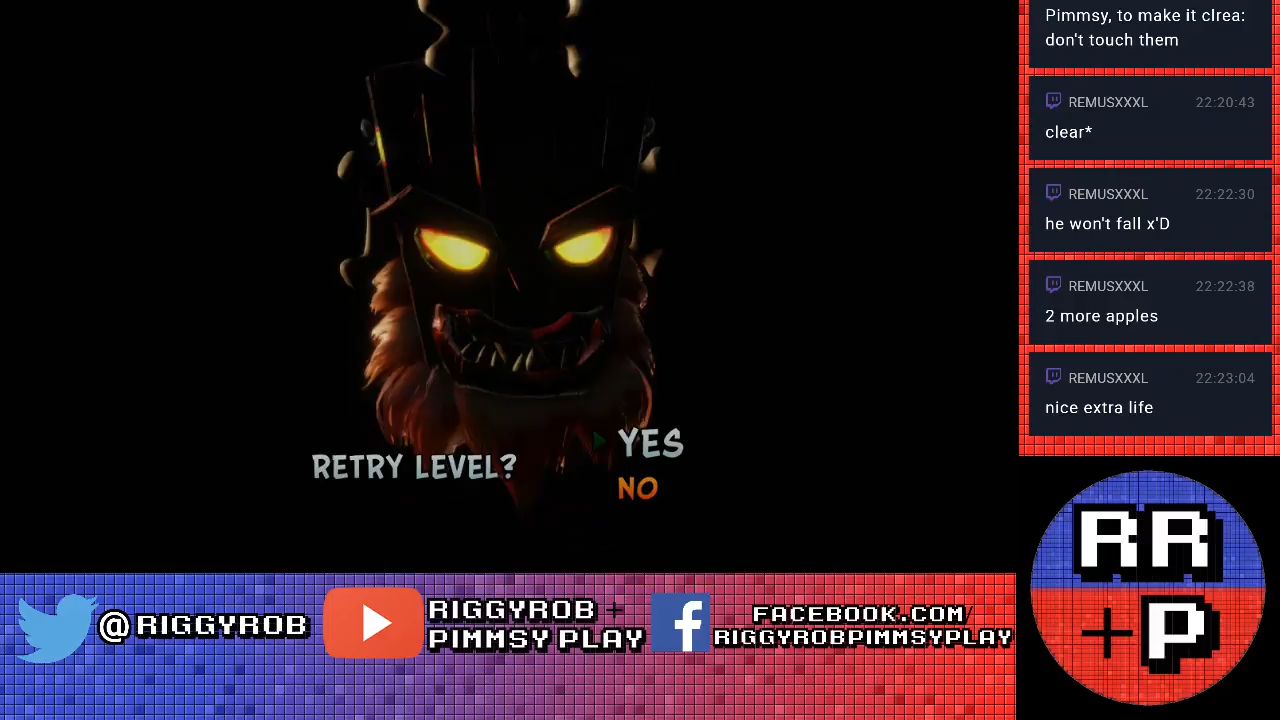 RETRY LEVEL?
YES
NO
Pimmsy, to make it clrea:
don't touch them
REMUSXXXL 22:20:43
clear*
REMUSXXXL 22:22:30
he won't fall x'D
REMUSXXXL 22:22:38
2 more apples
REMUSXXXL 22:23:04
nice extra life
@RIGGYROB
RIGGYROB +
PIMMSY PLAY
FACEBOOK.COM/
RIGGYROBPIMMSYPLAY
RR
+P